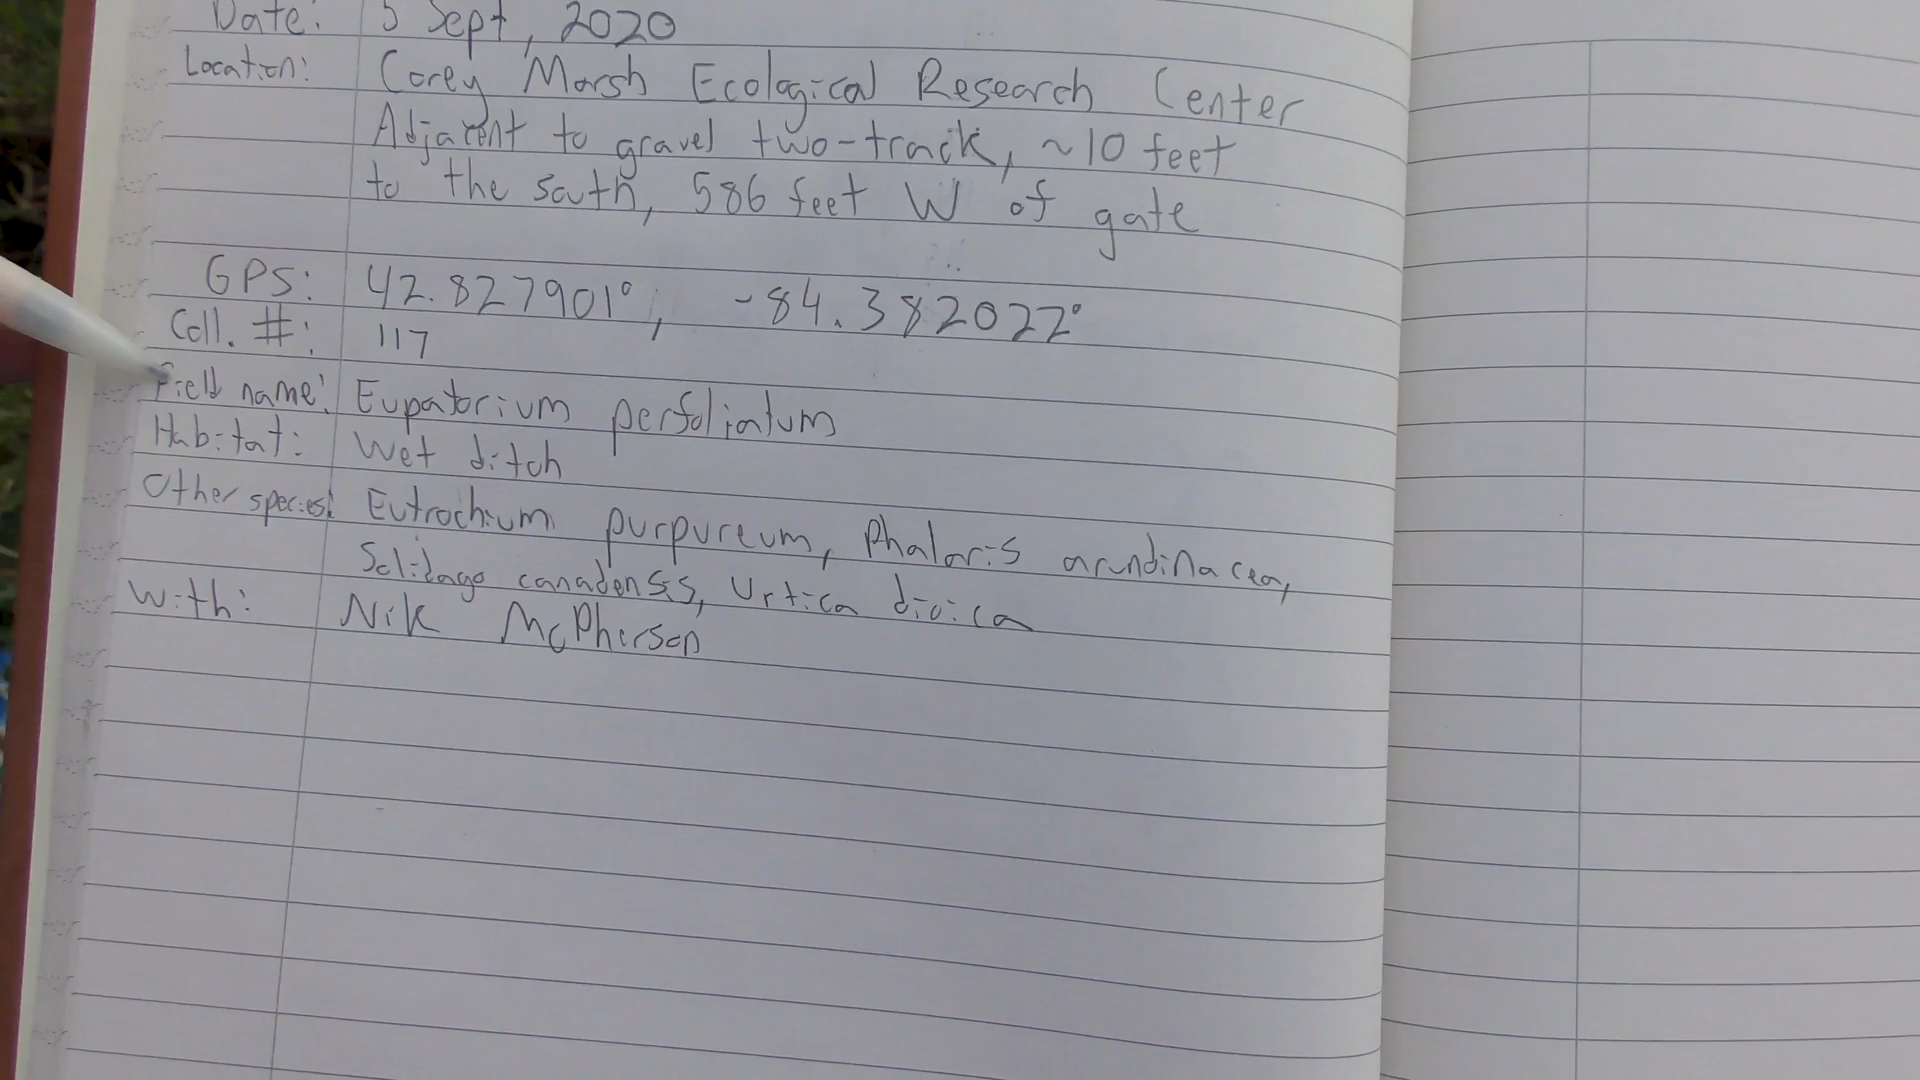 Date: 5 Sept, 2020
Location: Corey Marsh Ecological Research Center
Adjacent to gravel two-track, ~10 feet
to the south, 586 feet W of gate
GPS: 42.827901°, -84.382022°
Coll. #: 117
Field name: Eupatorium perfoliatum
Habitat: Wet ditch
Other species: Eutrochium purpureum, Phalaris arundinacea,
Solidago canadensis, Urtica dioica
With: Nik McPherson